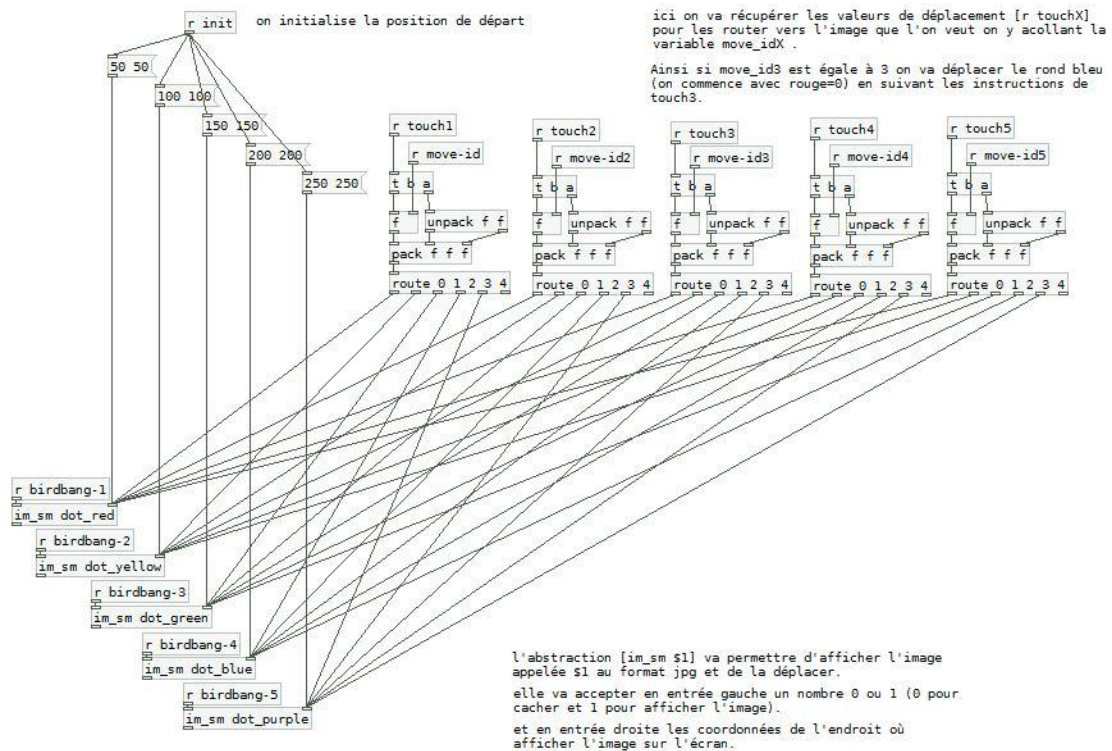 r init
on initialise la position de départ
ici on va récupérer les valeurs de déplacement [r touchX]
pour les router vers l'image que l'on veut on y acollant la
variable move_idX .
Ainsi si move_id3 est égale à 3 on va déplacer le rond bleu
(on commence avec rouge=0) en suivant les instructions de
touch3.
50 50
100 100
150 150
200 200
250 250
r touch1
r move-id
t b a
f
unpack f f
pack f f f
route 0 1 2 3 4
r touch2
r move-id2
t b a
f
unpack f f
pack f f f
route 0 1 2 3 4
r touch3
r move-id3
t b a
f
unpack f f
pack f f f
route 0 1 2 3 4
r touch4
r move-id4
t b a
f
unpack f f
pack f f f
route 0 1 2 3 4
r touch5
r move-id5
t b a
f
unpack f f
pack f f f
route 0 1 2 3 4
r birdbang-1
im_sm dot_red
r birdbang-2
im_sm dot_yellow
r birdbang-3
im_sm dot_green
r birdbang-4
im_sm dot_blue
r birdbang-5
im_sm dot_purple
l'abstraction [im_sm $1] va permettre d'afficher l'image
appelée $1 au format jpg et de la déplacer.
elle va accepter en entrée gauche un nombre 0 ou 1 (0 pour
cacher et 1 pour afficher l'image).
et en entrée droite les coordonnées de l'endroit où
afficher l'image sur l'écran.